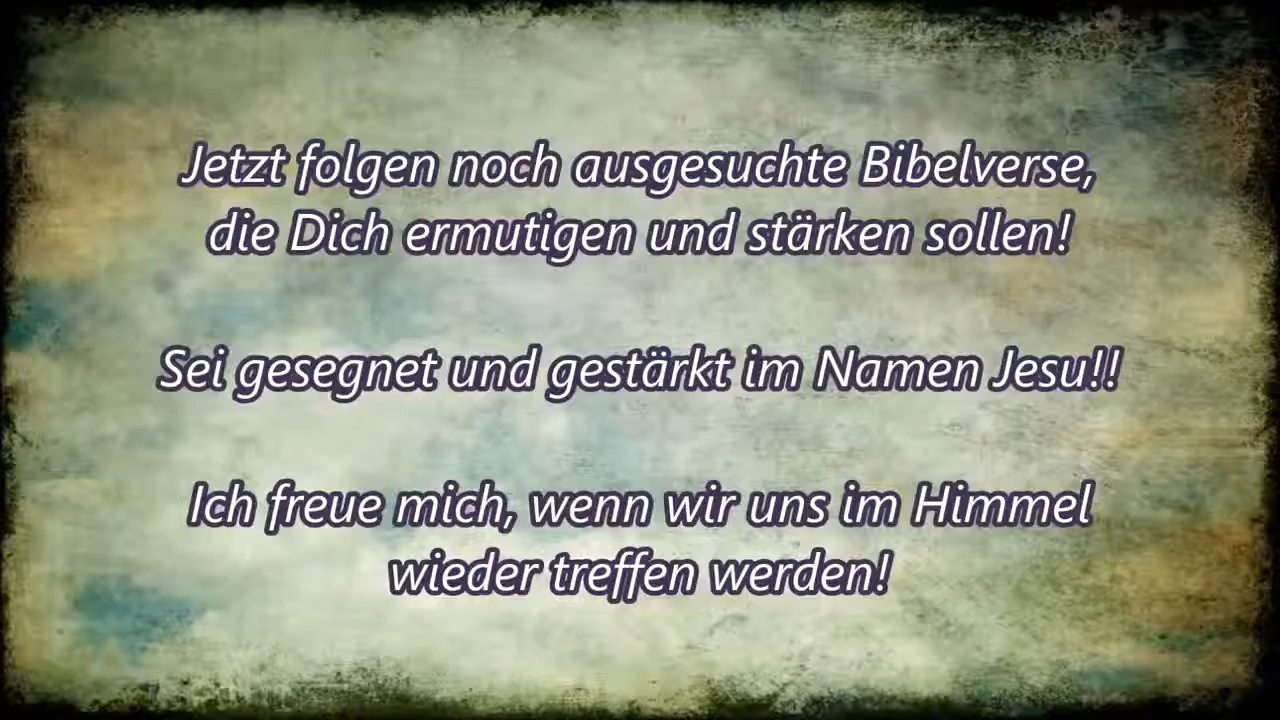 Jetzt folgen noch ausgesuchte Bibelverse,
die Dich ermutigen und stärken sollen!
Sei gesegnet und gestärkt im Namen Jesu!!
Ich freue mich, wenn wir uns im Himmel
wieder treffen werden!